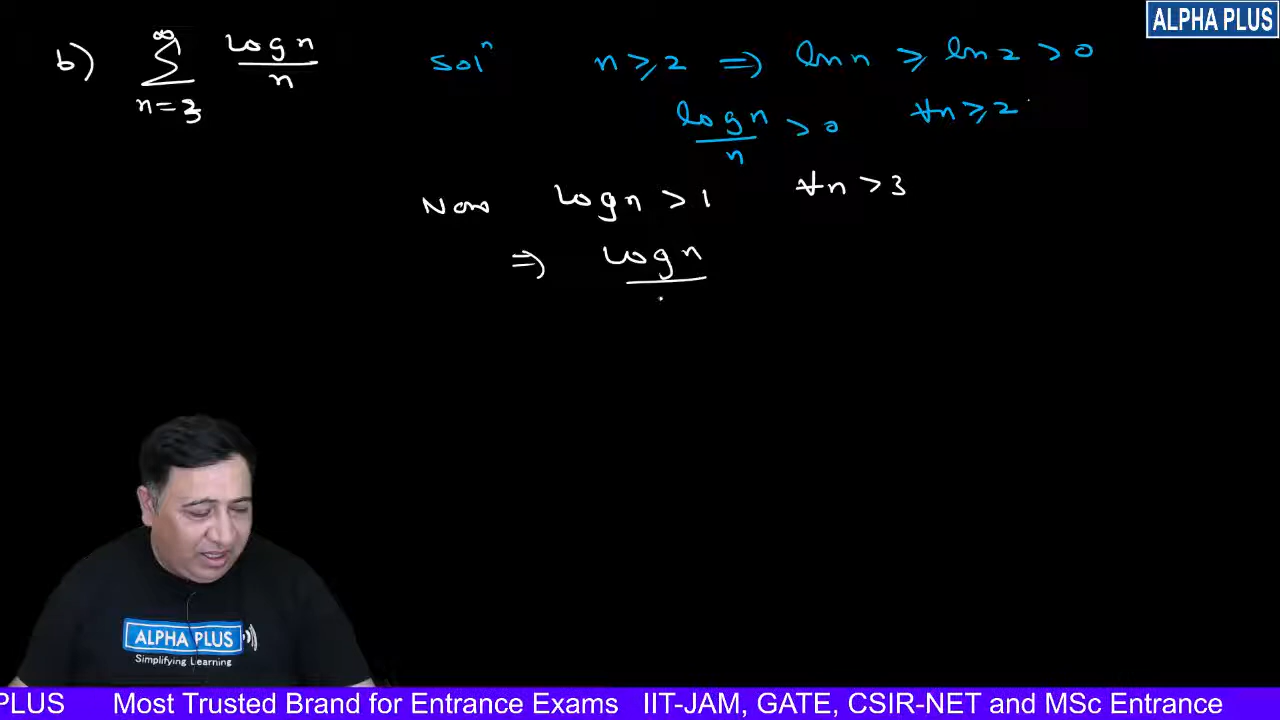 ALPHA PLUS
b) ∑_{n=3}^{∞} log n / n   solⁿ   n ≥ 2 ⇒ ln n ≥ ln 2 > 0
log n / n > 0   ∀n ≥ 2
Now   log n > 1   ∀n > 3
⇒ log n
ALPHA PLUS
Simplifying Learning
PLUS   Most Trusted Brand for Entrance Exams   IIT-JAM, GATE, CSIR-NET and MSc Entrance